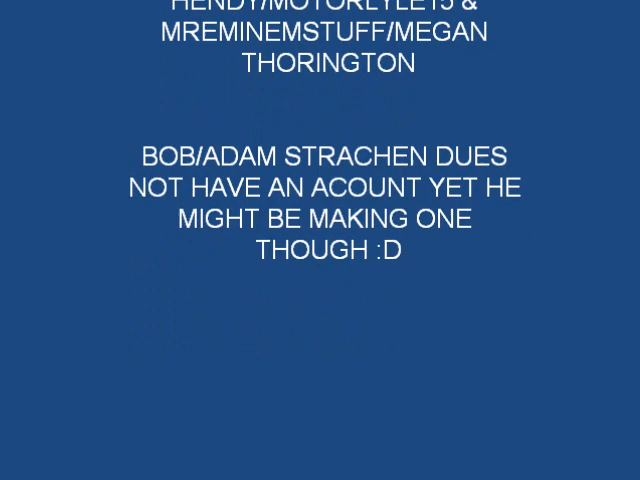 HENDY/MOTORLYLE15 &
MREMINEMSTUFF/MEGAN
THORINGTON
BOB/ADAM STRACHEN DUES
NOT HAVE AN ACOUNT YET HE
MIGHT BE MAKING ONE
THOUGH :D